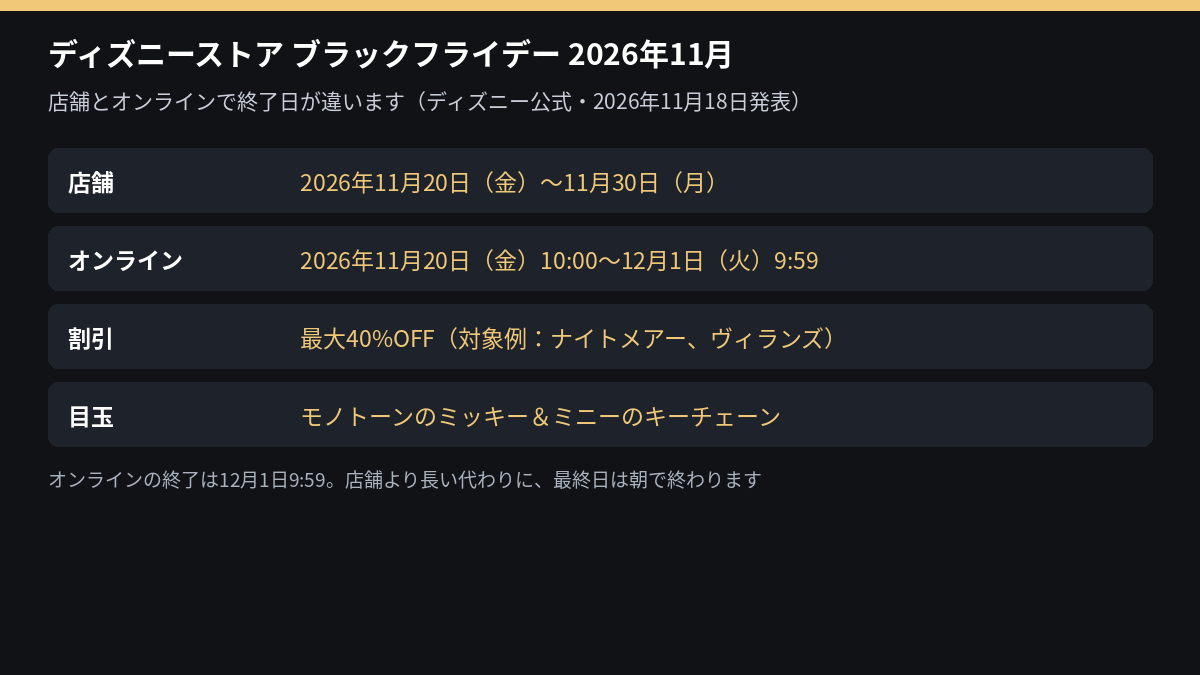 ディズニーストア ブラックフライデー 2026年11月
店舗とオンラインで終了日が違います（ディズニー公式・2026年11月18日発表）
店舗 2026年11月20日（金）〜11月30日（月）
オンライン 2026年11月20日（金）10:00〜12月1日（火）9:59
割引 最大40%OFF（対象例：ナイトメアー、ヴィランズ）
目玉 モノトーンのミッキー＆ミニーのキーチェーン
オンラインの終了は12月1日9:59。店舗より長い代わりに、最終日は朝で終わります